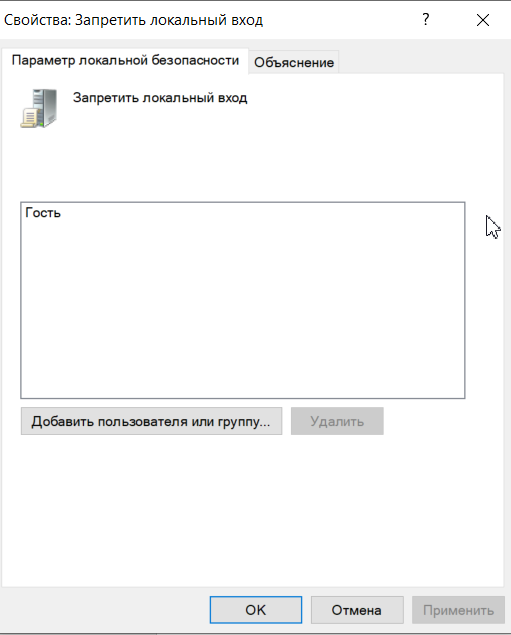 Свойства: Запретить локальный вход
?
Параметр локальной безопасности
Объяснение
Запретить локальный вход
Гость
Добавить пользователя или группу...
Удалить
OK
Отмена
Применить